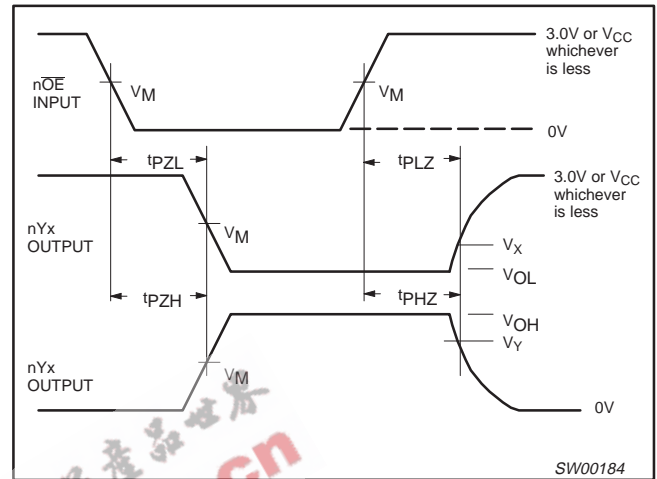 3.0V or VCC
whichever
is less
nOE
INPUT
VM
VM
0V
tPZL
tPLZ
3.0V or VCC
whichever
is less
nYx
OUTPUT
VM
VX
VOL
tPZH
tPHZ
VOH
VY
nYx
OUTPUT
VM
0V
SW00184
.cn